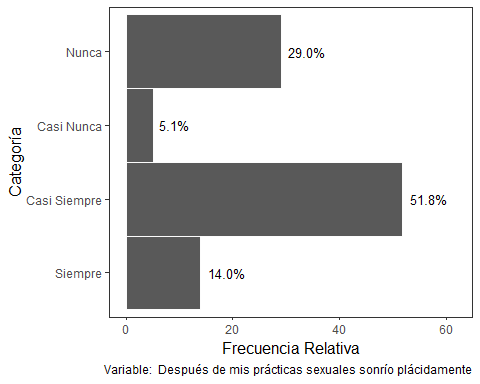 Categoría
Nunca
29.0%
Casi Nunca
5.1%
Casi Siempre
51.8%
Siempre
14.0%
0
20
40
60
Frecuencia Relativa
Variable: Después de mis prácticas sexuales sonrío plácidamente